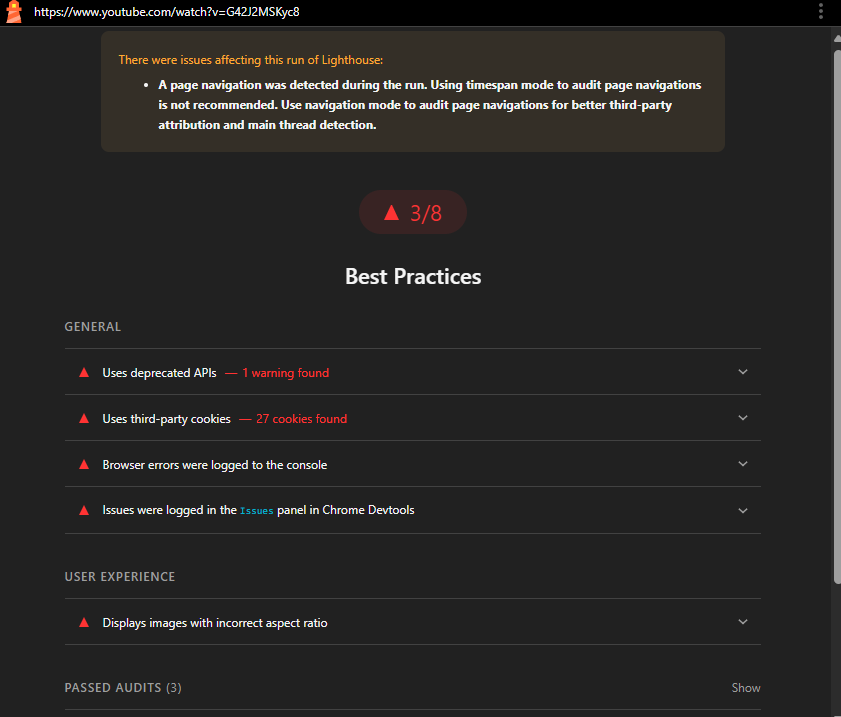 https://www.youtube.com/watch?v=G42J2MSKyc8
There were issues affecting this run of Lighthouse:
• A page navigation was detected during the run. Using timespan mode to audit page navigations
is not recommended. Use navigation mode to audit page navigations for better third-party
attribution and main thread detection.
3/8
Best Practices
GENERAL
Uses deprecated APIs — 1 warning found
Uses third-party cookies — 27 cookies found
Browser errors were logged to the console
Issues were logged in the Issues panel in Chrome Devtools
USER EXPERIENCE
Displays images with incorrect aspect ratio
PASSED AUDITS (3) Show